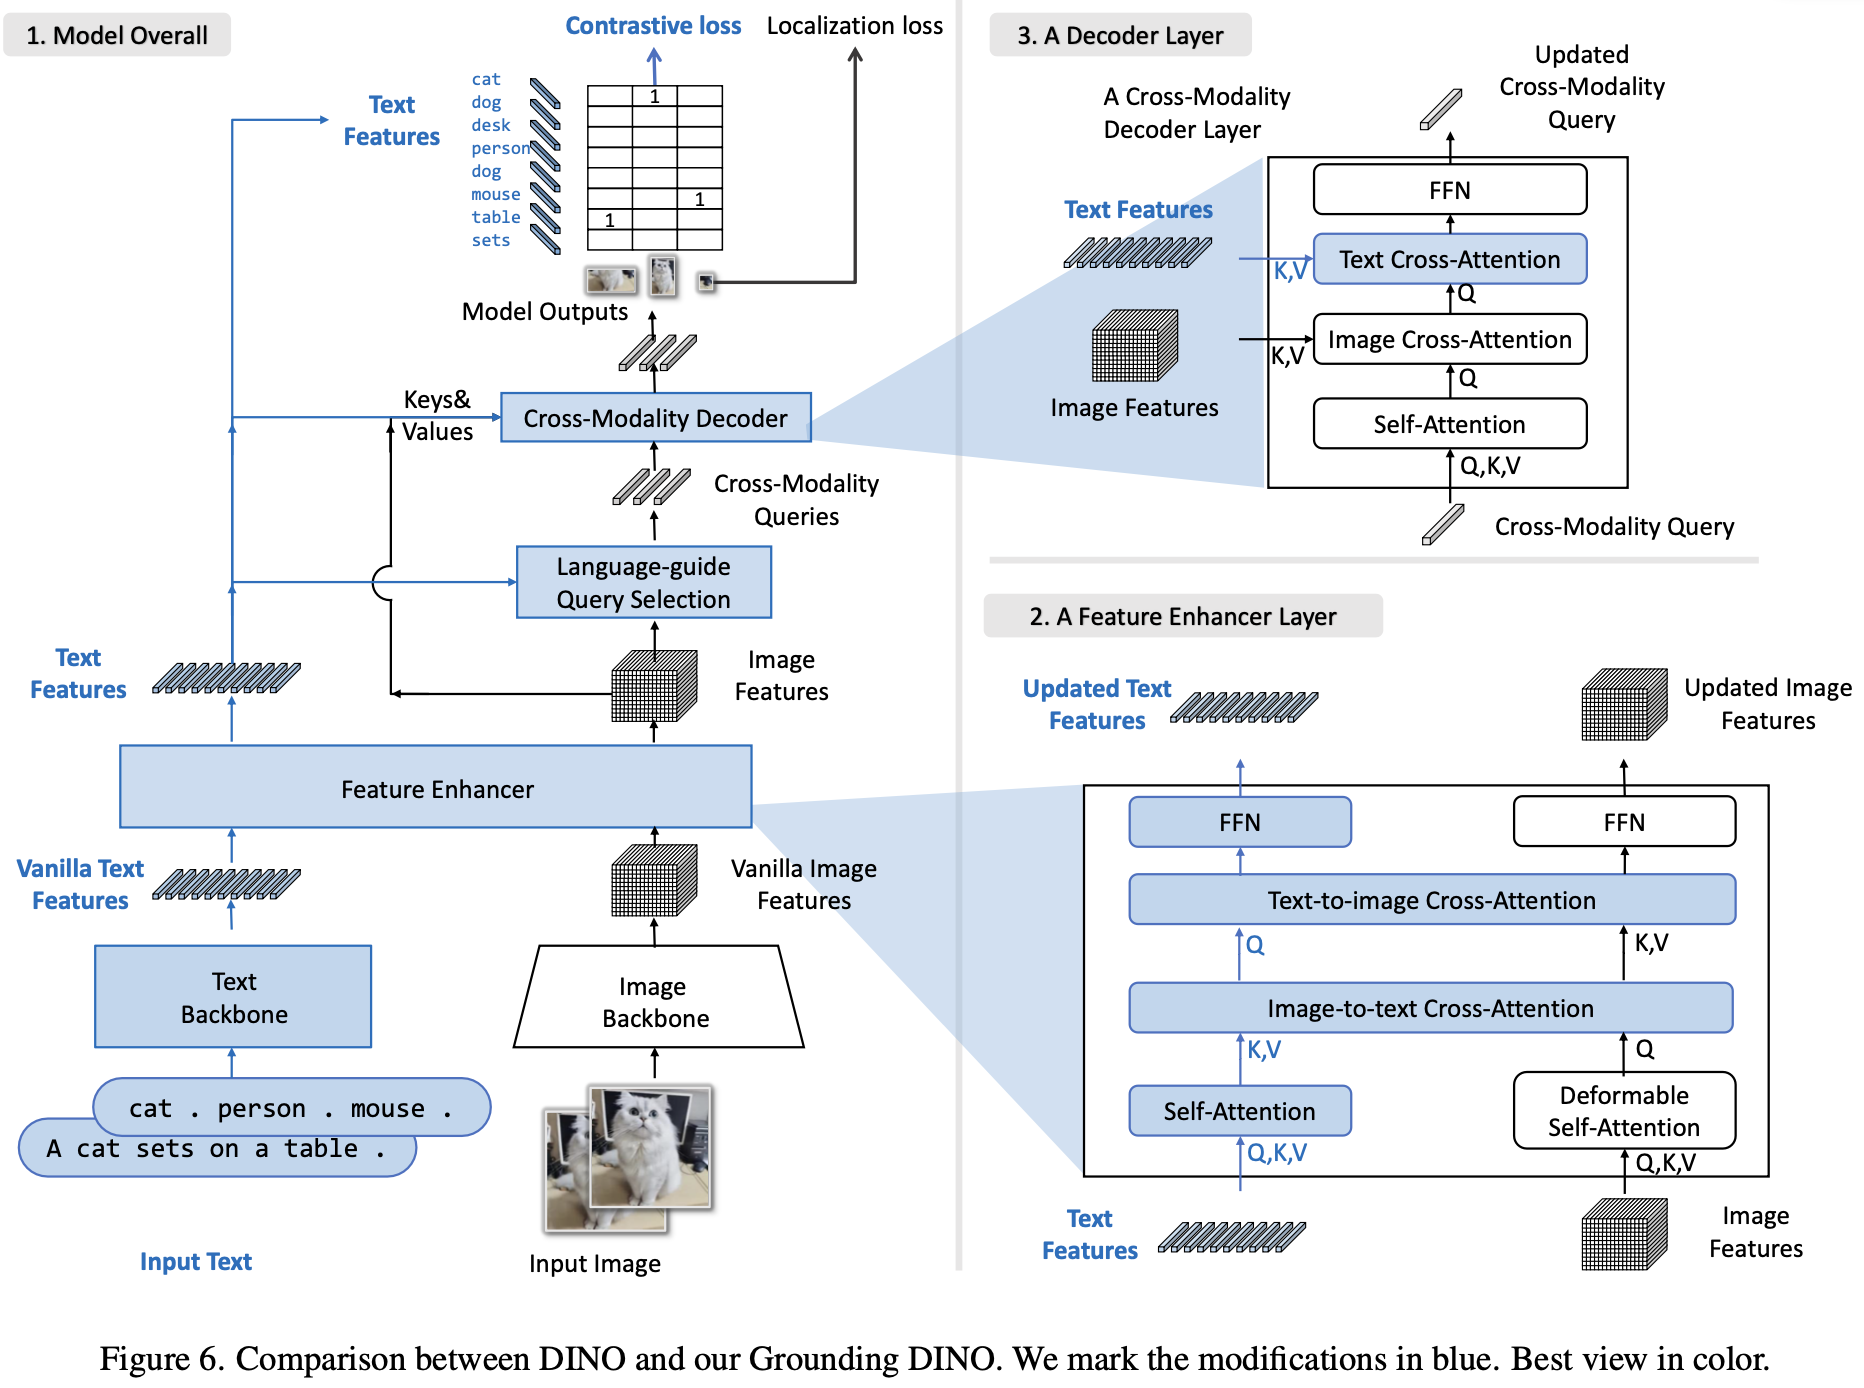 1. Model Overall
Contrastive loss
Localization loss
Text
Features
cat
dog
desk
person
dog
mouse
table
sets
1
1
1
Model Outputs
Keys&
Values
Cross-Modality Decoder
Cross-Modality
Queries
Language-guide
Query Selection
Text
Features
Image
Features
Feature Enhancer
Vanilla Text
Features
Vanilla Image
Features
Text
Backbone
Image
Backbone
cat . person . mouse .
A cat sets on a table .
Input Text
Input Image
3. A Decoder Layer
Updated
Cross-Modality
Query
A Cross-Modality
Decoder Layer
FFN
Text Features
Text Cross-Attention
K,V
Q
Image Cross-Attention
K,V
Q
Image Features
Self-Attention
Q,K,V
Cross-Modality Query
2. A Feature Enhancer Layer
Updated Text
Features
Updated Image
Features
FFN
FFN
Text-to-image Cross-Attention
Q
K,V
Image-to-text Cross-Attention
K,V
Q
Self-Attention
Deformable
Self-Attention
Q,K,V
Q,K,V
Text
Features
Image
Features
Figure 6. Comparison between DINO and our Grounding DINO. We mark the modifications in blue. Best view in color.